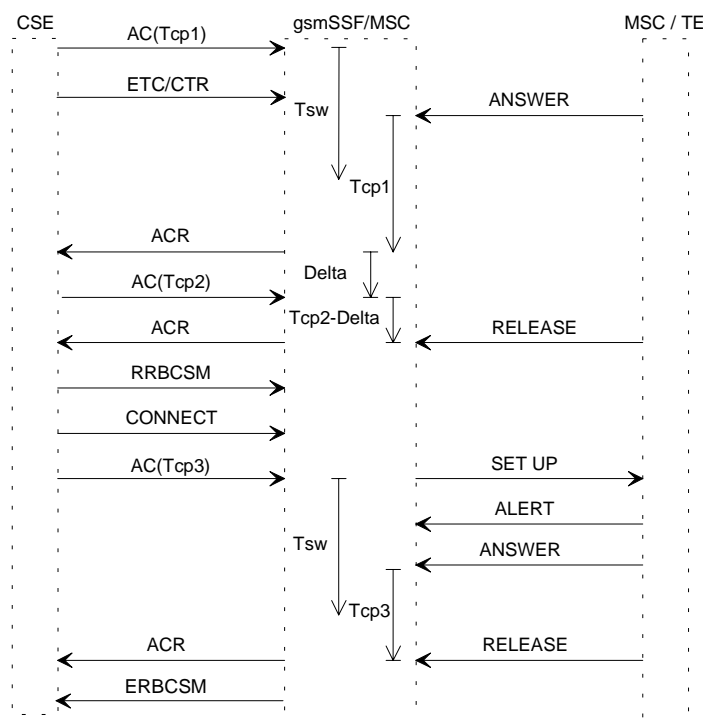 CSE gsmSSF/MSC MSC / TE
AC(Tcp1)
ETC/CTR
ANSWER
Tsw
Tcp1
ACR
Delta
AC(Tcp2)
Tcp2-Delta
ACR
RELEASE
RRBCSM
CONNECT
AC(Tcp3)
SET UP
ALERT
Tsw
ANSWER
Tcp3
ACR
RELEASE
ERBCSM